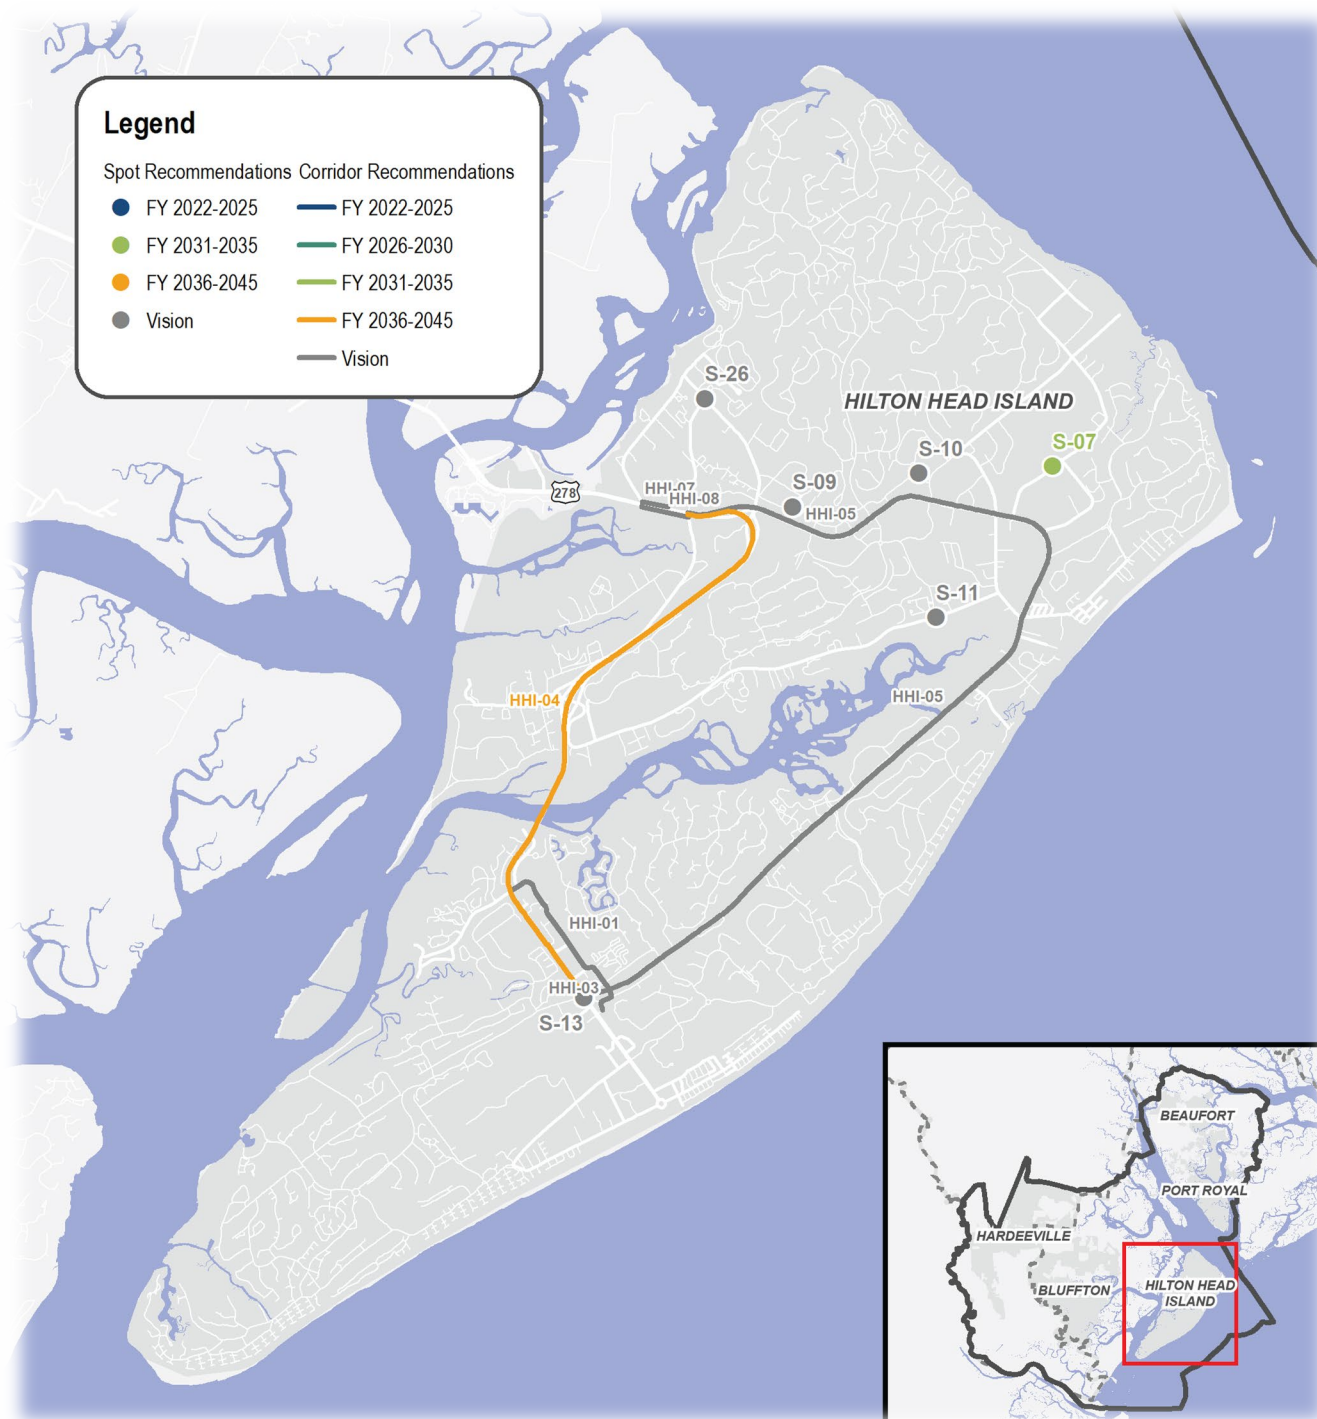 Legend
Spot Recommendations Corridor Recommendations
FY 2022-2025 FY 2022-2025
FY 2031-2035 FY 2026-2030
FY 2036-2045 FY 2031-2035
Vision FY 2036-2045
Vision
S-26
HILTON HEAD ISLAND
S-10
S-07
S-09
HHI-07
HHI-08
278
HHI-05
S-11
HHI-04
HHI-05
HHI-01
HHI-03
S-13
BEAUFORT
PORT ROYAL
HARDEEVILLE
BLUFFTON
HILTON HEAD
ISLAND